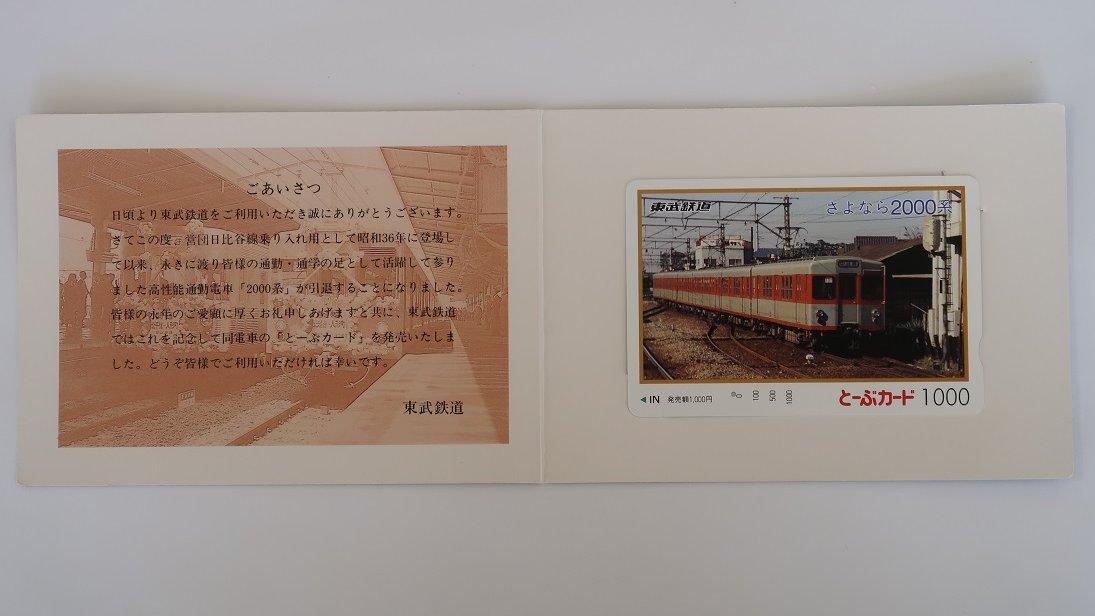 ごあいさつ
日頃より東武鉄道をご利用いただき誠にありがとうございます。
さてこの度、営団日比谷線乗り入れ用として昭和36年に登場し
て以来、永きに渡り皆様の通勤・通学の足として活躍して参り
ました高性能通勤電車「2000系」が引退することになりました。
皆様の永年のご愛顧に厚くお礼申しあげますと共に、東武鉄道
ではこれを記念して同電車の「とーぶカード」を発売いたしま
した。どうぞ皆様でご利用いただければ幸いです。
東武鉄道
東武鉄道
さよなら2000系
◀IN 発売額1,000円
0 100 500 1000
とーぶカード 1000